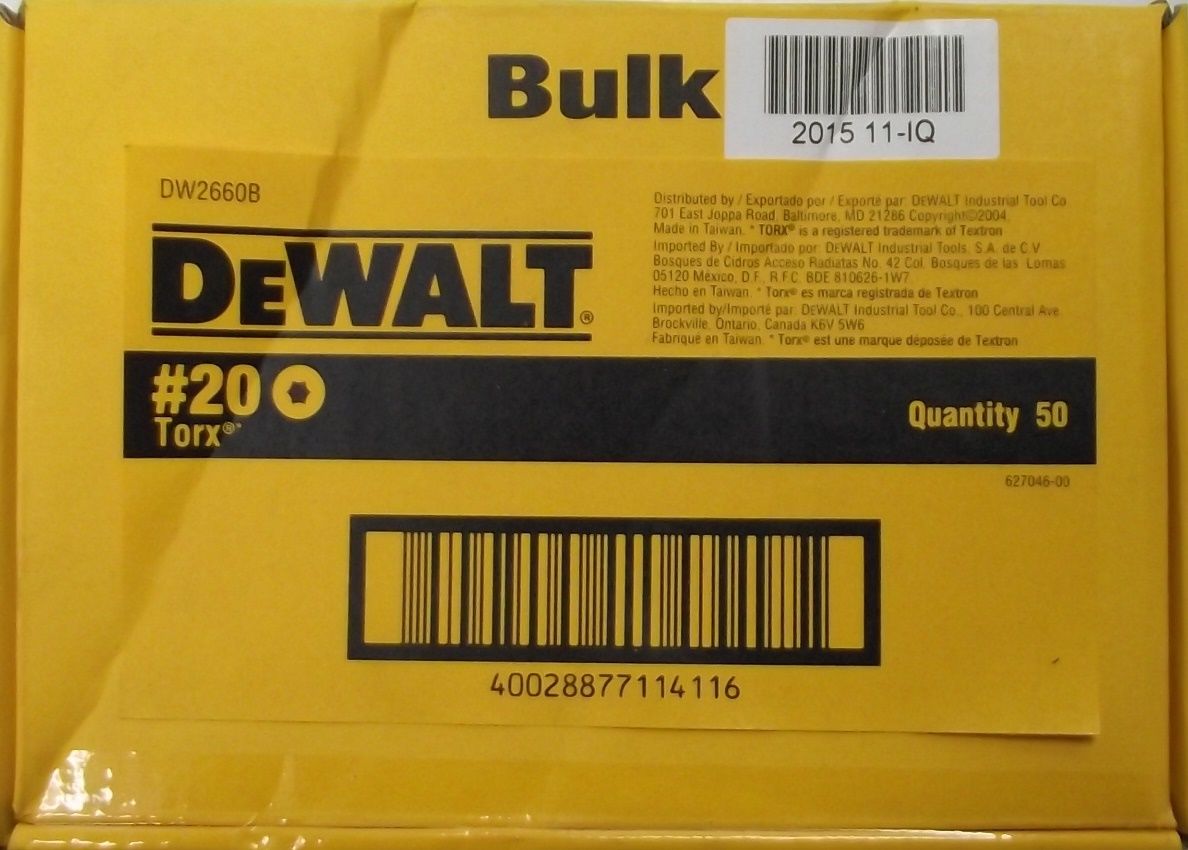 Bulk
2015 11-IQ
DW2660B
DEWALT®
Distributed by / Exportado por / Exporté par: DEWALT Industrial Tool Co
701 East Joppa Road, Baltimore, MD 21286 Copyright©2004.
Made in Taiwan. * TORX® is a registered trademark of Textron
Imported By / Importado por: DEWALT Industrial Tools, S.A. de C.V.
Bosques de Cidros Acceso Radiatas No. 42 Col. Bosques de las Lomas
05120 México, D.F., R.F.C. BDE 810626-1W7.
Hecho en Taiwan. * Torx® es marca registrada de Textron
Imported by/Importé par: DEWALT Industrial Tool Co., 100 Central Ave
Brockville, Ontario, Canada K6V 5W6
Fabriqué en Taiwan. * Torx® est une marque déposée de Textron
#20
Torx®*
Quantity 50
627046-00
40028877114116